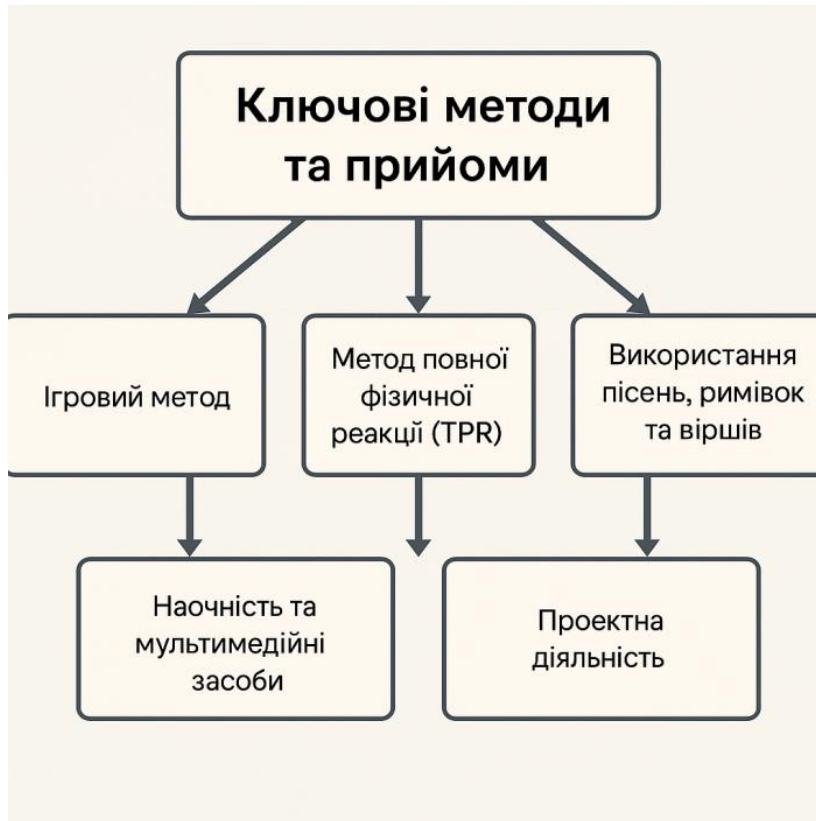 Ключові методи
та прийоми
Ігровий метод
Метод повної
фізичної
реакції (TPR)
Використання
пісень, римівок
та віршів
Наочність та
мультимедійні
засоби
Проектна
діяльність